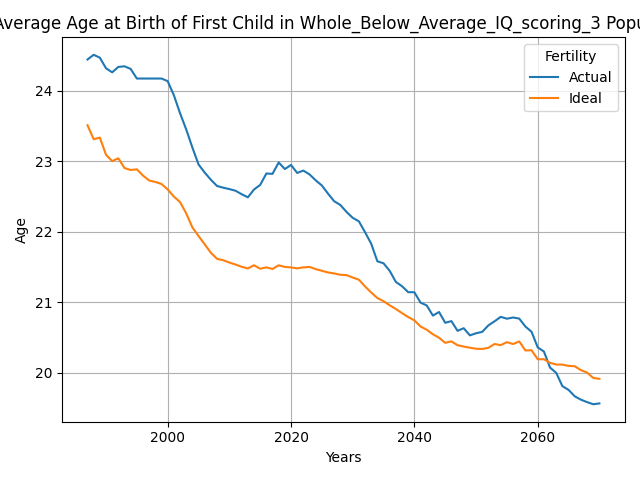 Average Age at Birth of First Child in Whole_Below_Average_IQ_scoring_3 Popu
Fertility
Actual
Ideal
Age
24
23
22
21
20
2000 2020 2040 2060
Years